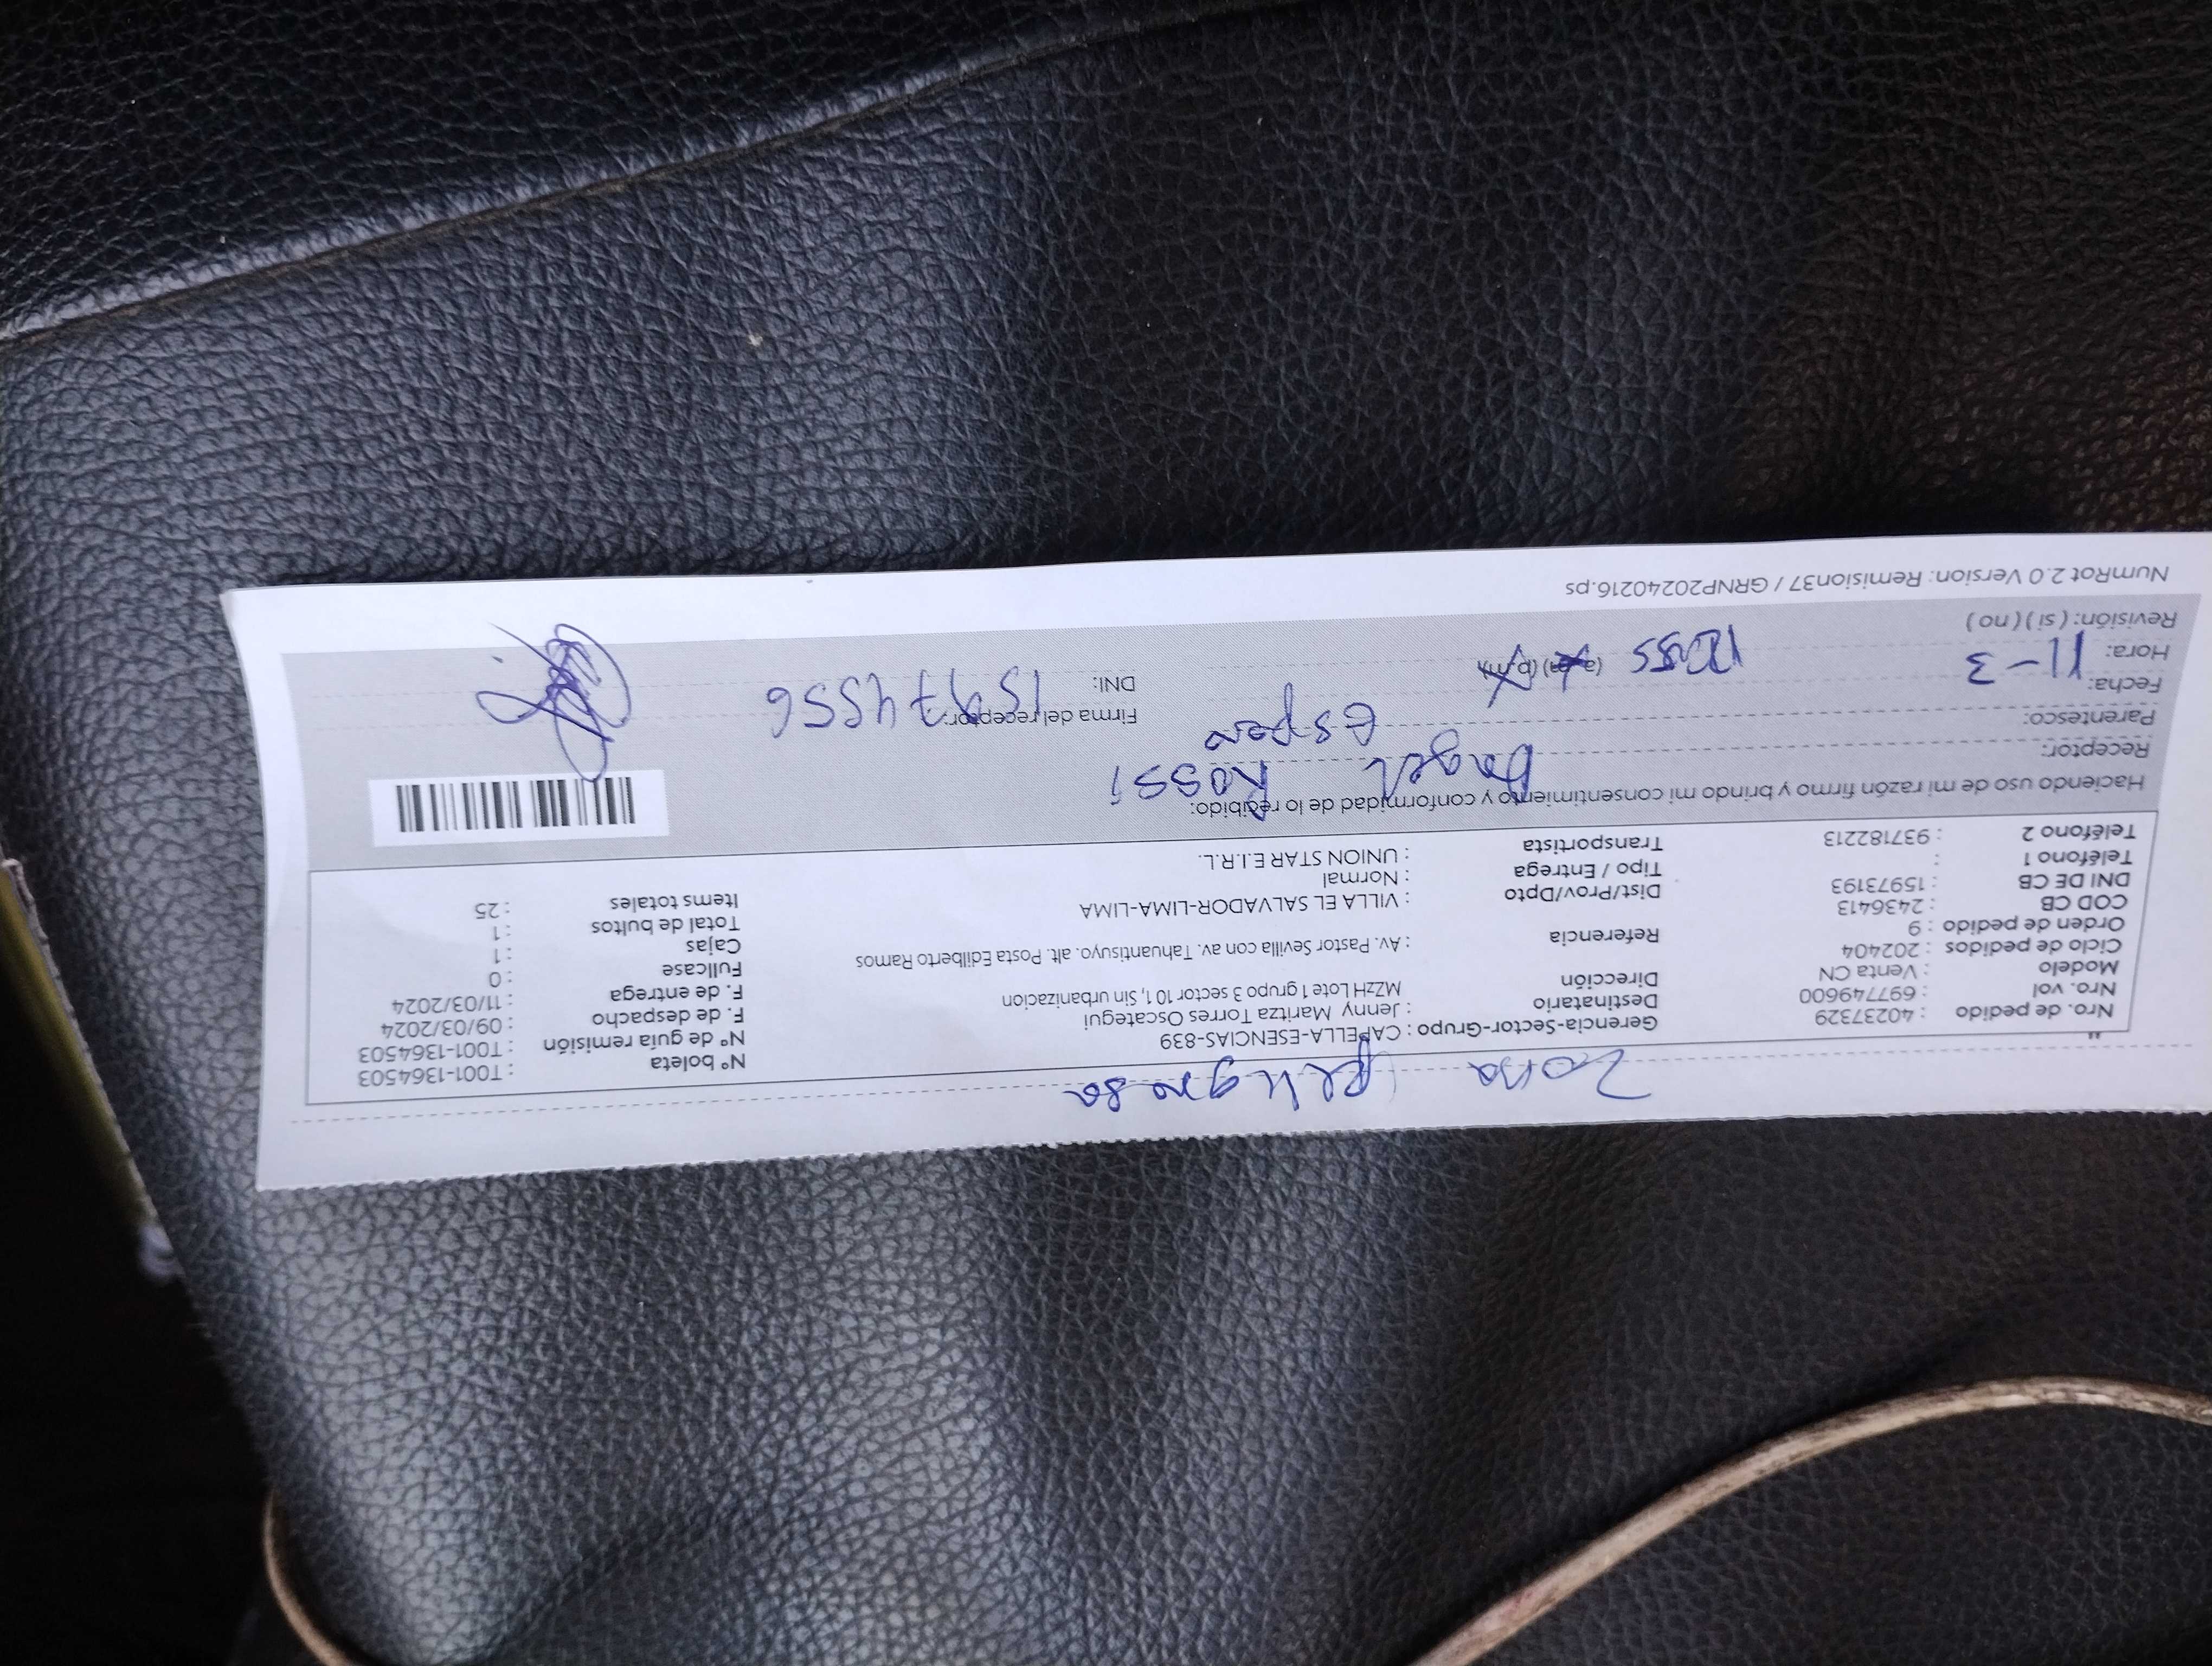 Zona peligrosa
Nro. de pedido : 40237329 Gerencia-Sector-Grupo : CAPELLA-ESENCIAS-839 N° boleta : T001-1364503
Nro. vol : 697749600 Destinatario : Jenny Maritza Torres Oscategui N° de guía remisión : T001-1364503
Modelo : Venta CN Dirección MZH Lote 1 grupo 3 sector 10 1, Sin urbanizacion F. de despacho : 09/03/2024
Ciclo de pedidos : 202404 F. de entrega : 11/03/2024
Orden de pedido : 9 Referencia : Av. Pastor Sevilla con av. Tahuantisuyo. alt. Posta Edilberto Ramos Fullcase : 0
COD CB : 2436413 Cajas : 1
DNI DE CB : 15973193 Dist/Prov/Dpto : VILLA EL SALVADOR-LIMA-LIMA Total de bultos : 1
Teléfono 1 : Tipo / Entrega : Normal Items totales : 25
Teléfono 2 : 937182213 Transportista : UNION STAR E.I.R.L.
Haciendo uso de mi razón firmo y brindo mi consentimiento y conformidad de lo recibido:
Receptor: Angel Rossi
Parentesco: Esposo
Fecha: 11-3 Firma del receptor:
Hora: (a.m) (p.m) DNI: 15974556
Revisión: ( si ) ( no )
NumRot 2.0 Version: Remision37 / GRNP20240216.ps